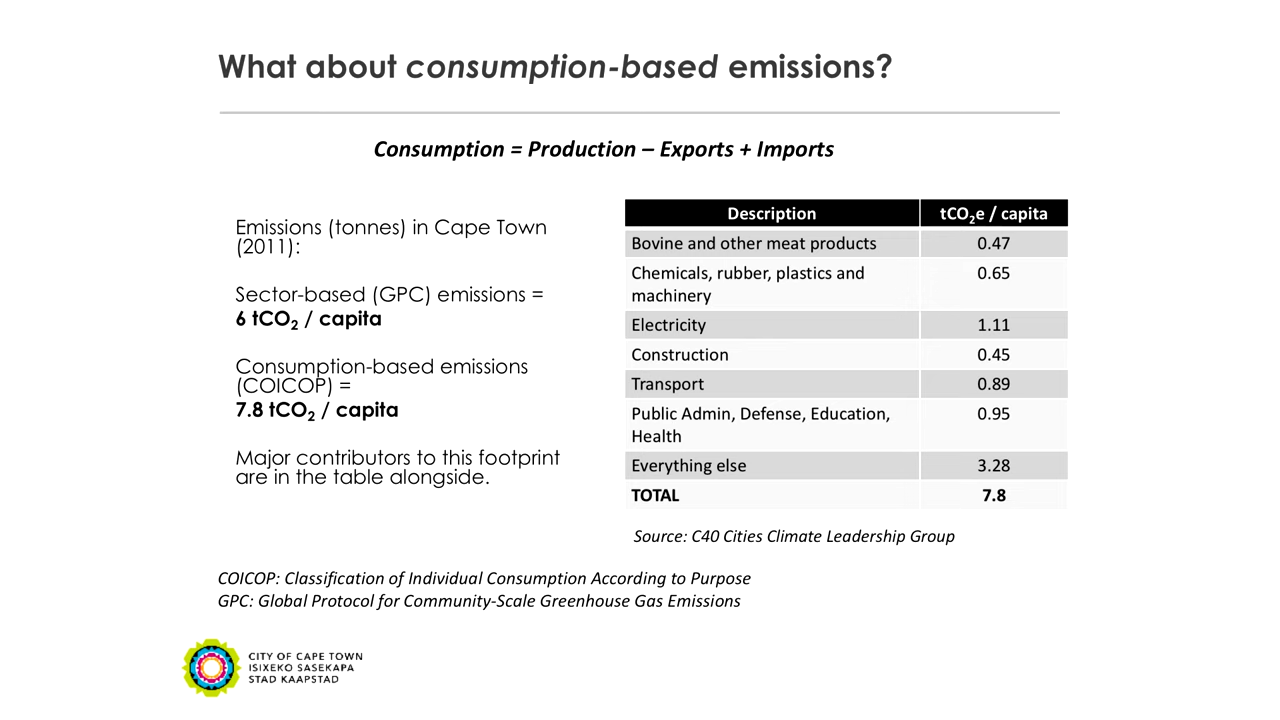 What about consumption-based emissions?
Consumption = Production – Exports + Imports
Emissions (tonnes) in Cape Town
(2011):
Sector-based (GPC) emissions =
6 tCO₂ / capita
Consumption-based emissions
(COICOP) =
7.8 tCO₂ / capita
Major contributors to this footprint
are in the table alongside.
Description tCO₂e / capita
Bovine and other meat products 0.47
Chemicals, rubber, plastics and 0.65
machinery
Electricity 1.11
Construction 0.45
Transport 0.89
Public Admin, Defense, Education, 0.95
Health
Everything else 3.28
TOTAL 7.8
Source: C40 Cities Climate Leadership Group
COICOP: Classification of Individual Consumption According to Purpose
GPC: Global Protocol for Community-Scale Greenhouse Gas Emissions
CITY OF CAPE TOWN
ISIXEKO SASEKAPA
STAD KAAPSTAD